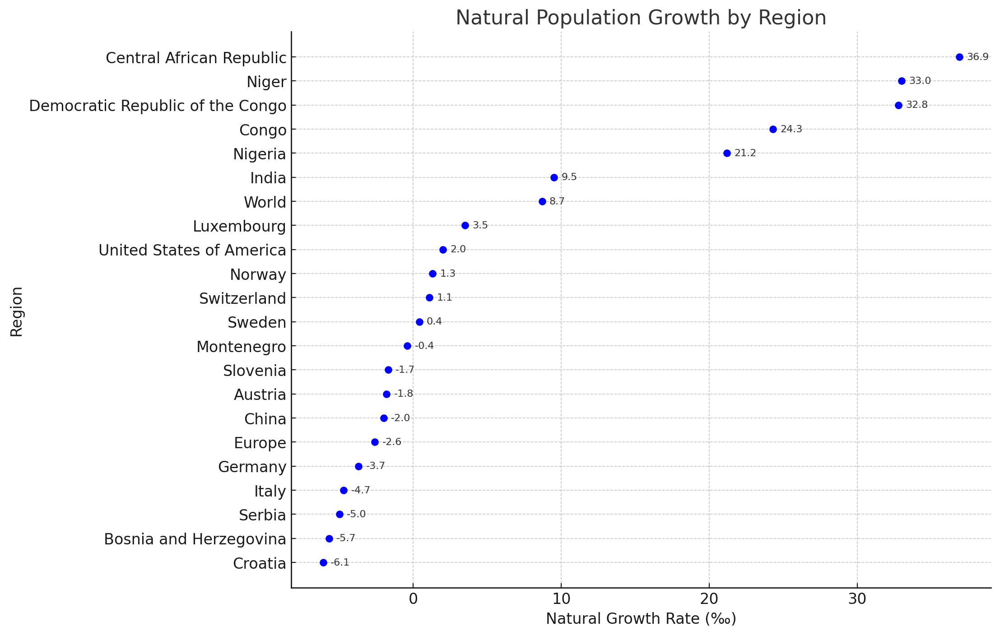 Natural Population Growth by Region
Central African Republic 36.9
Niger 33.0
Democratic Republic of the Congo 32.8
Congo 24.3
Nigeria 21.2
India 9.5
World 8.7
Luxembourg 3.5
United States of America 2.0
Norway 1.3
Switzerland 1.1
Sweden 0.4
Montenegro -0.4
Slovenia -1.7
Austria -1.8
China -2.0
Europe -2.6
Germany -3.7
Italy -4.7
Serbia -5.0
Bosnia and Herzegovina -5.7
Croatia -6.1
Region
0 10 20 30
Natural Growth Rate (‰)